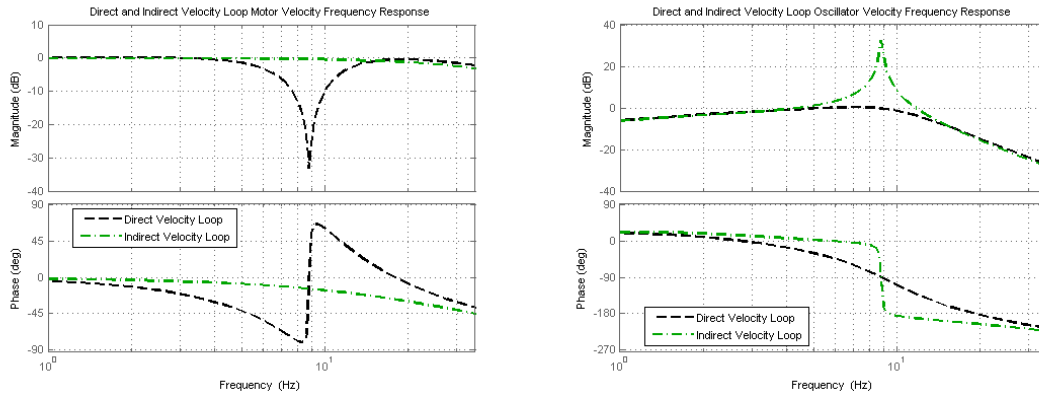 Direct and Indirect Velocity Loop Motor Velocity Frequency Response
10
0
-10
-20
-30
-40
Magnitude (dB)
90
45
0
-45
-90
Phase (deg)
Direct Velocity Loop
Indirect Velocity Loop
10^0
10^1
Frequency (Hz)
Direct and Indirect Velocity Loop Oscillator Velocity Frequency Response
40
20
0
-20
-40
Magnitude (dB)
90
0
-90
-180
-270
Phase (deg)
Direct Velocity Loop
Indirect Velocity Loop
10^0
10^1
Frequency (Hz)